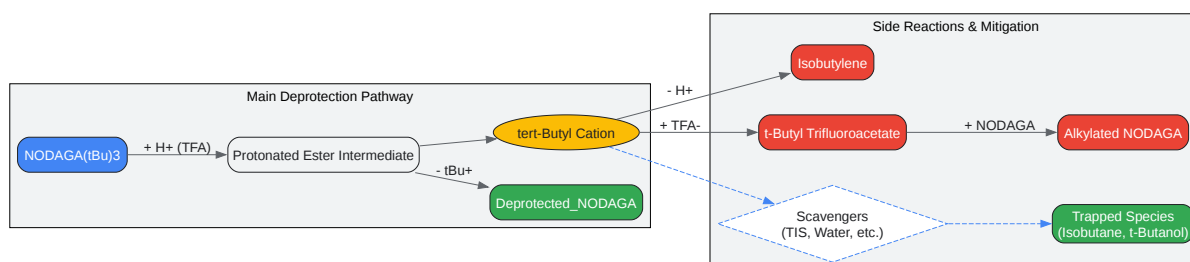 Side Reactions & Mitigation
Isobutylene
Main Deprotection Pathway
- H+
tert-Butyl Cation
+ TFA-
t-Butyl Trifluoroacetate
+ NODAGA
Alkylated NODAGA
NODAGA(tBu)3
+ H+ (TFA)
Protonated Ester Intermediate
- tBu+
Deprotected_NODAGA
Scavengers
(TIS, Water, etc.)
Trapped Species
(Isobutane, t-Butanol)